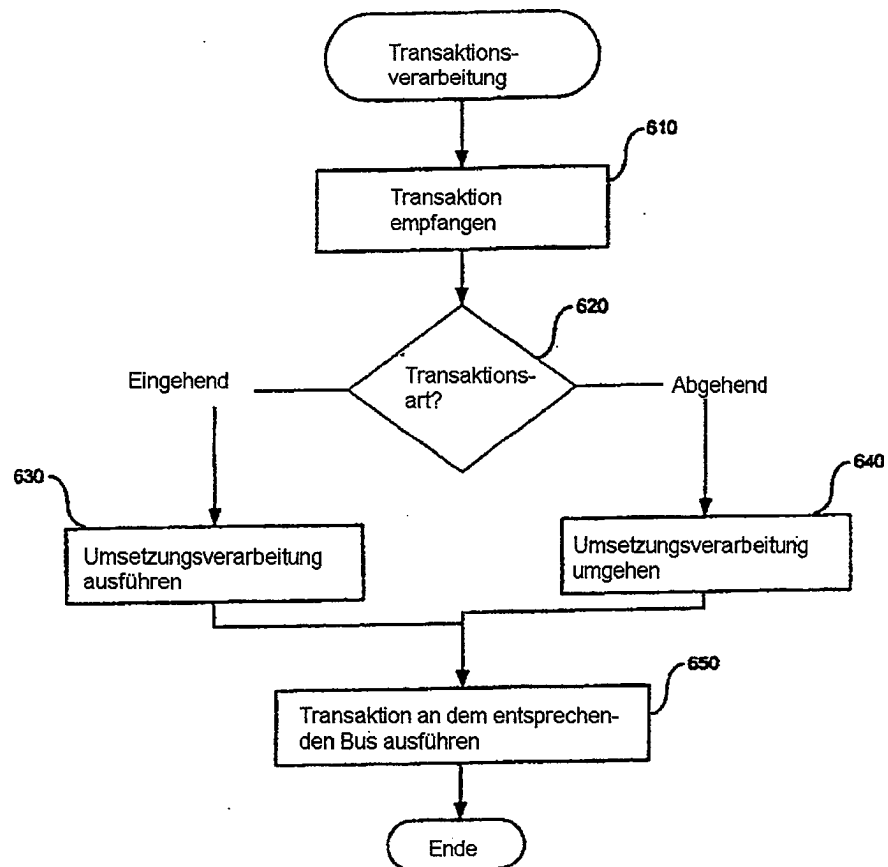 Transaktions-
verarbeitung
610
Transaktion
empfangen
620
Transaktions-
art?
Eingehend
Abgehend
630
640
Umsetzungsverarbeitung
ausführen
Umsetzungsverarbeitung
umgehen
650
Transaktion an dem entsprechen-
den Bus ausführen
Ende